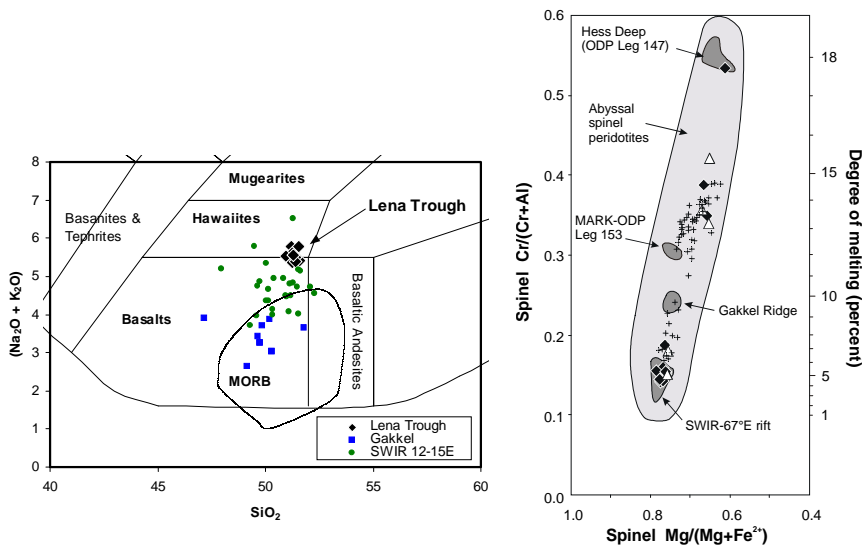 8
7
6
5
4
3
2
1
0
40
45
50
55
60
(Na₂O + K₂O)
SiO₂
Mugearites
Basanites &
Tephrites
Hawaiites
Lena Trough
Basalts
Basaltic Andesites
MORB
Lena Trough
Gakkel
SWIR 12-15E
0.6
0.5
0.4
0.3
0.2
0.1
0.0
1.0
0.8
0.6
0.4
Spinel Cr/(Cr+Al)
Spinel Mg/(Mg+Fe²⁺)
Hess Deep
(ODP Leg 147)
Abyssal
spinel
peridotites
MARK-ODP
Leg 153
Gakkel Ridge
SWIR-67°E rift
18
15
10
5
1
Degree of melting (percent)